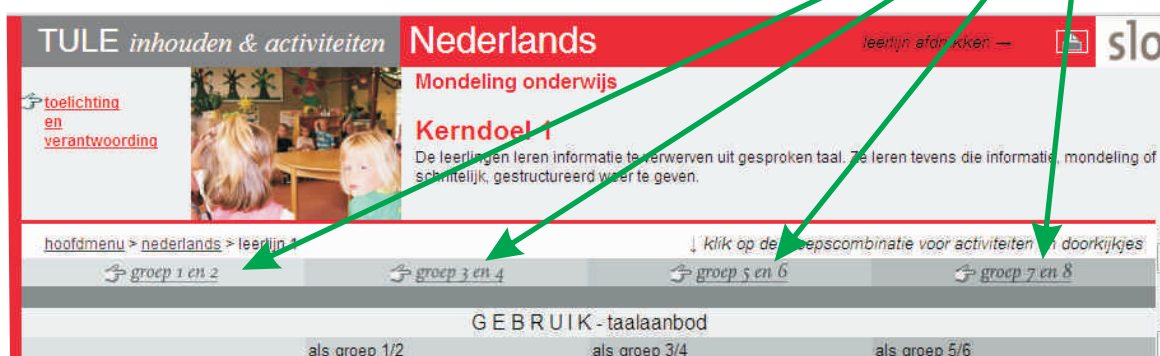 TULE inhouden & activiteiten Nederlands leerlijn afdrukken → slo
Mondeling onderwijs
toelichting
en
verantwoording
Kerndoel 1
De leerlingen leren informatie te verwerven uit gesproken taal. Ze leren tevens die informatie, mondeling of
schriftelijk, gestructureerd weer te geven.
hoofdmenu > nederlands > leerlijn 1
↓ klik op de groepscombinatie voor activiteiten en doorkijkjes
groep 1 en 2 groep 3 en 4 groep 5 en 6 groep 7 en 8
GEBRUIK - taalaanbod
als groep 1/2 als groep 3/4 als groep 5/6